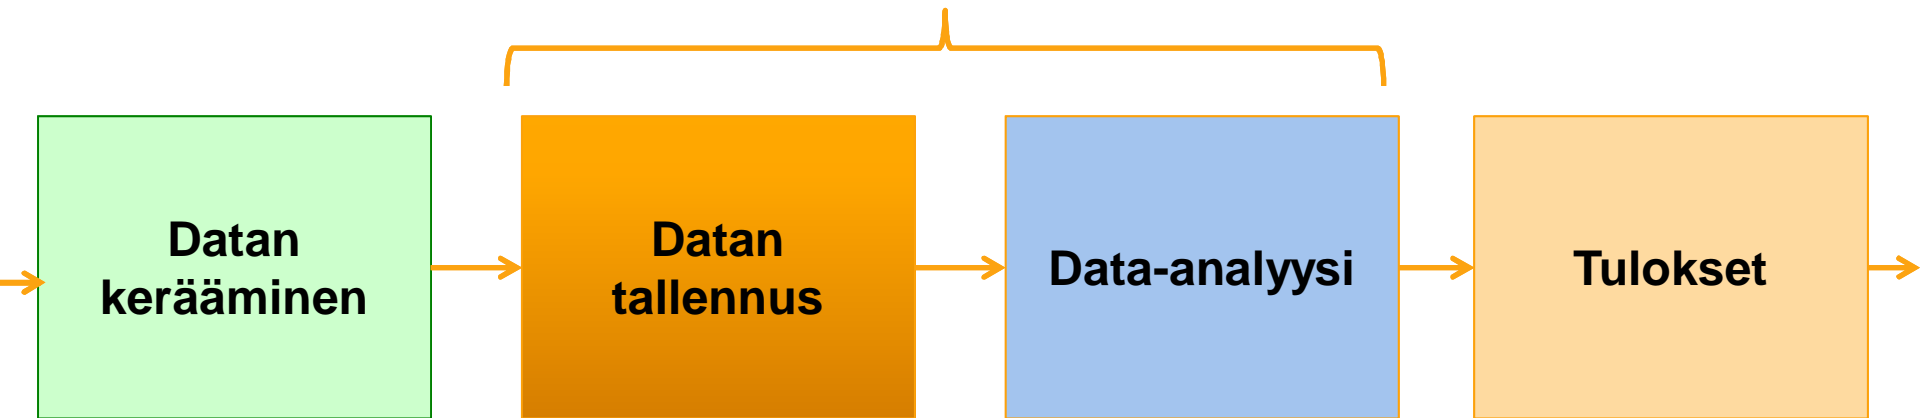 Datan
kerääminen
Datan
tallennus
Data-analyysi
Tulokset